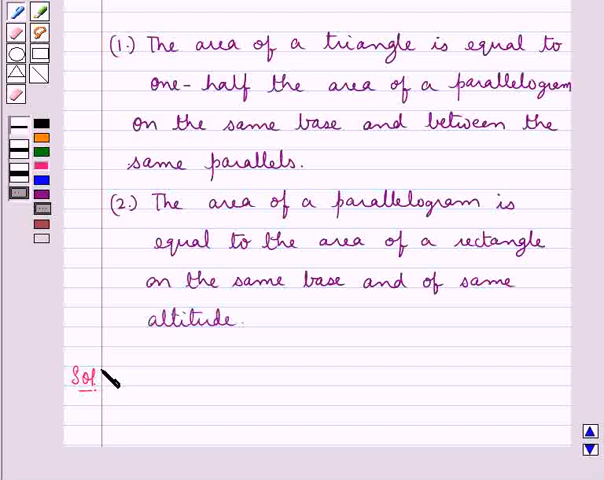 (1.) The area of a triangle is equal to
one-half the area of a parallelogram
on the same base and between the
same parallels.
(2.) The area of a parallelogram is
equal to the area of a rectangle
on the same base and of same
altitude.
Sol